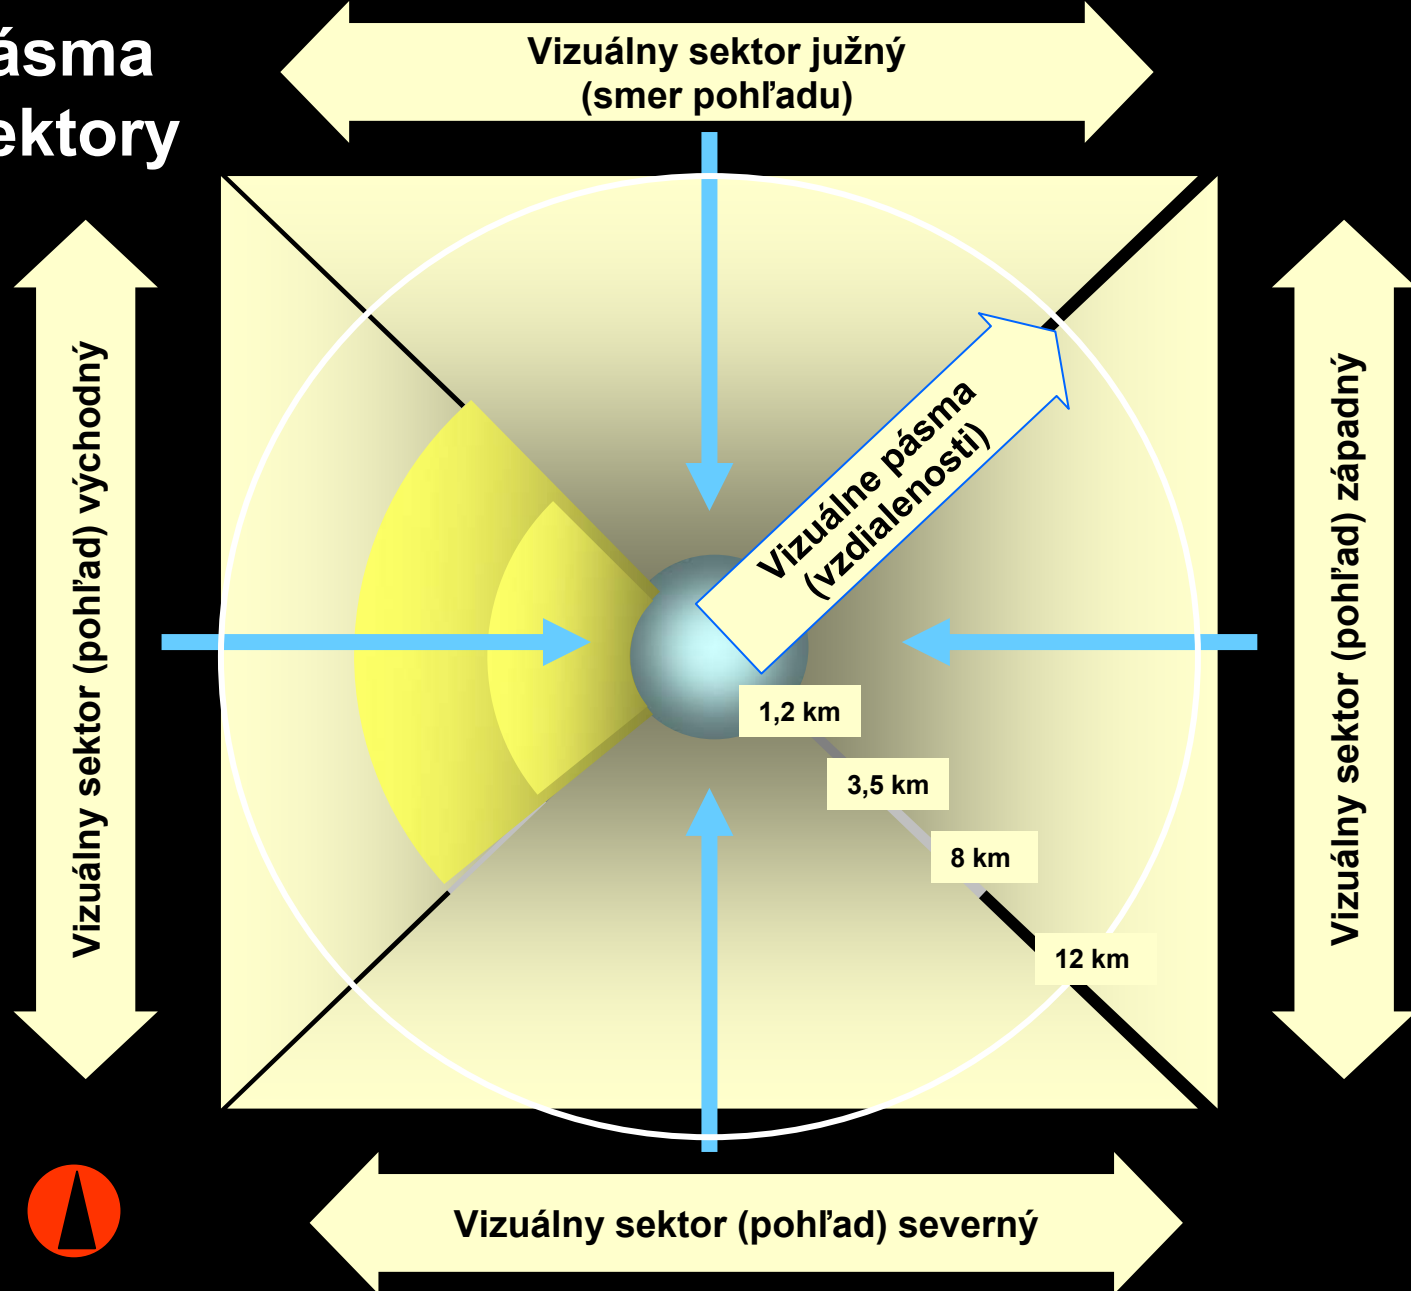 ásma
ektory
Vizuálny sektor južný
(smer pohľadu)
Vizuálny sektor (pohľad) východný
Vizuálne pásma
(vzdialenosti)
Vizuálny sektor (pohľad) západný
1,2 km
3,5 km
8 km
12 km
Vizuálny sektor (pohľad) severný